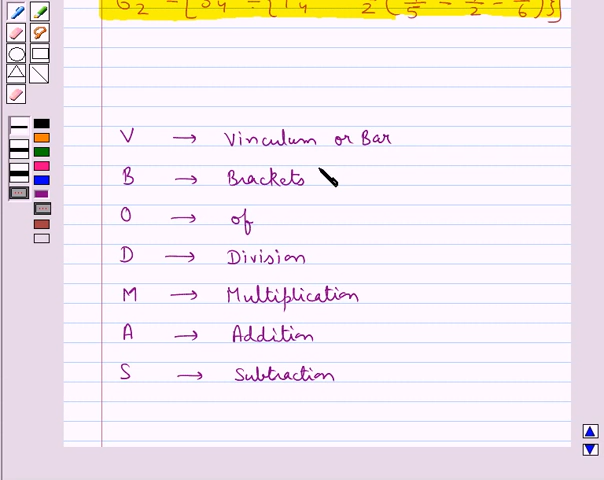 V → Vinculum or Bar
B → Brackets
O → of
D → Division
M → Multiplication
A → Addition
S → Subtraction